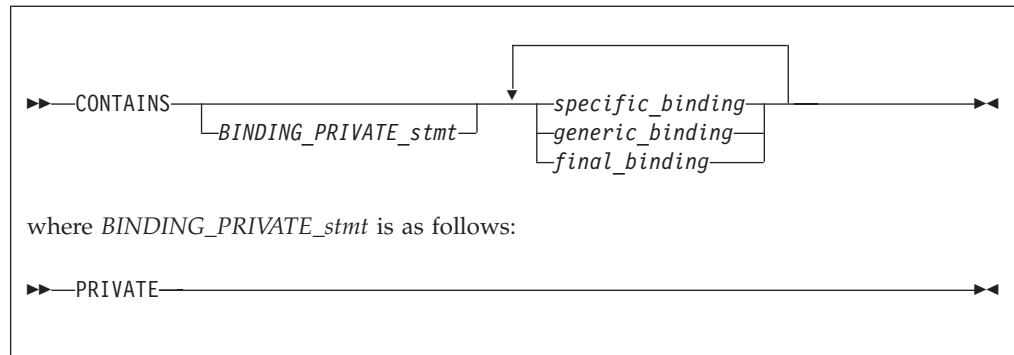 CONTAINS specific_binding
BINDING_PRIVATE_stmt generic_binding
final_binding
where BINDING_PRIVATE_stmt is as follows:
PRIVATE